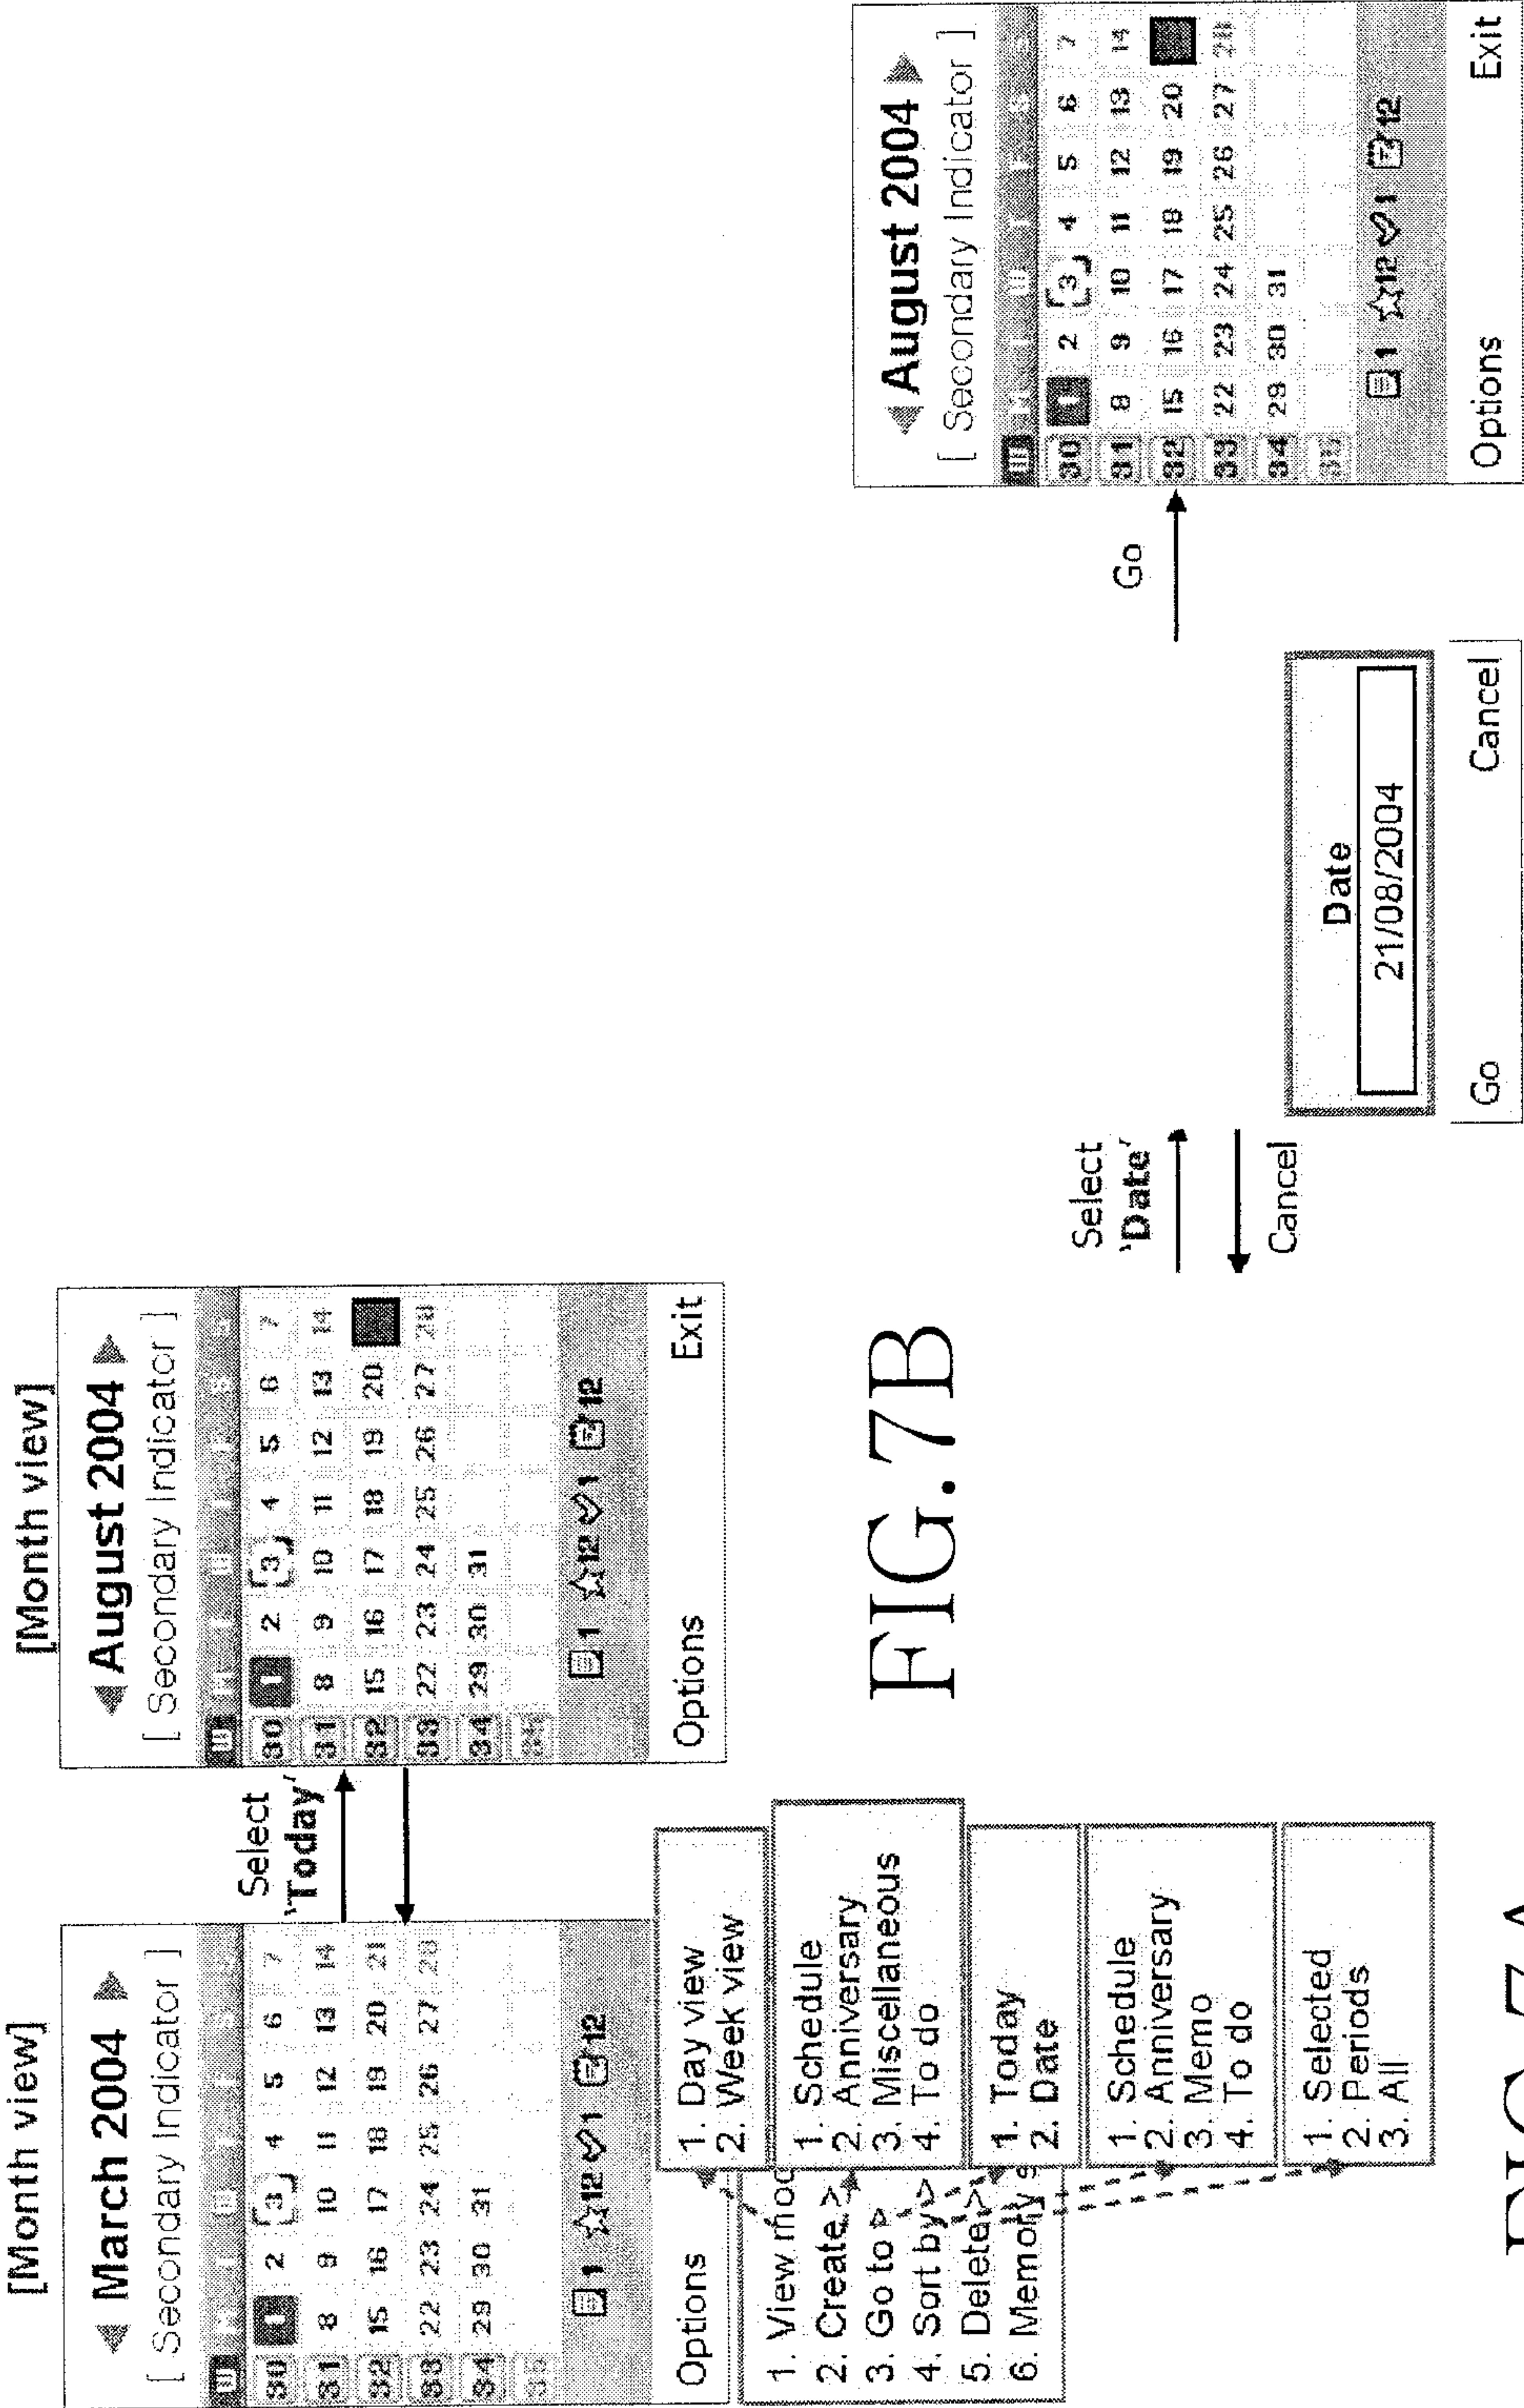 [Month view]
March 2004
[ Secondary Indicator ]
30 1 2 3 4 5 6 7
31 8 9 10 11 12 13 14
32 15 16 17 18 19 20 21
33 22 23 24 25 26 27 28
34 29 30 31
35
1 12 1 12
Options
1. View mod
2. Create >
3. Go to >
4. Sort by >
5. Delete >
6. Memory s
1. Day view
2. Week view
1. Schedule
2. Anniversary
3. Miscellaneous
4. To do
1. Today
2. Date
1. Schedule
2. Anniversary
3. Memo
4. To do
1. Selected
2. Periods
3. All
Select
'Today'
[Month view]
August 2004
[ Secondary Indicator ]
30 1 2 3 4 5 6 7
31 8 9 10 11 12 13 14
32 15 16 17 18 19 20
33 22 23 24 25 26 27 28
34 29 30 31
35
1 12 1 12
Options Exit
FIG.7B
Select
'Date'
Cancel
Date
21/08/2004
Go Cancel
Go
August 2004
[ Secondary Indicator ]
30 1 2 3 4 5 6 7
31 8 9 10 11 12 13 14
32 15 16 17 18 19 20
33 22 23 24 25 26 27 28
34 29 30 31
35
1 12 1 12
Options Exit